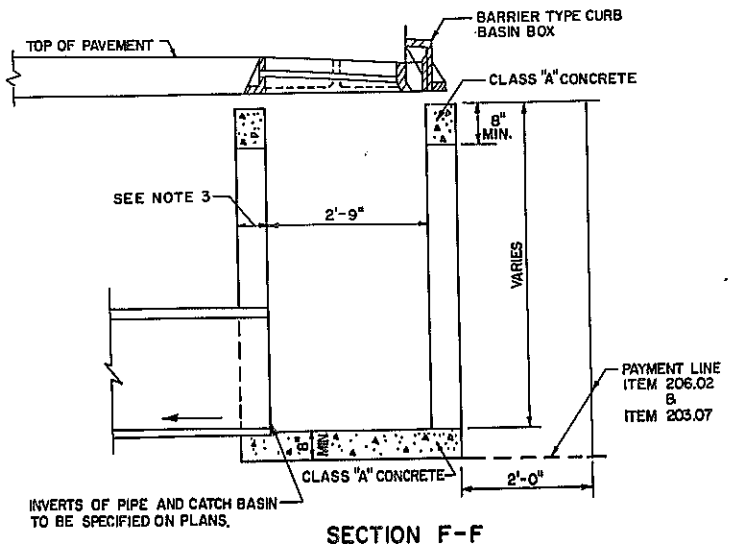 BARRIER TYPE CURB
BASIN BOX
TOP OF PAVEMENT
CLASS "A" CONCRETE
8"
MIN.
SEE NOTE 3
2'-9"
VARIES
PAYMENT LINE
ITEM 206.02
&
ITEM 203.07
8"
MIN.
CLASS "A" CONCRETE
2'-0"
INVERTS OF PIPE AND CATCH BASIN
TO BE SPECIFIED ON PLANS.
SECTION F-F